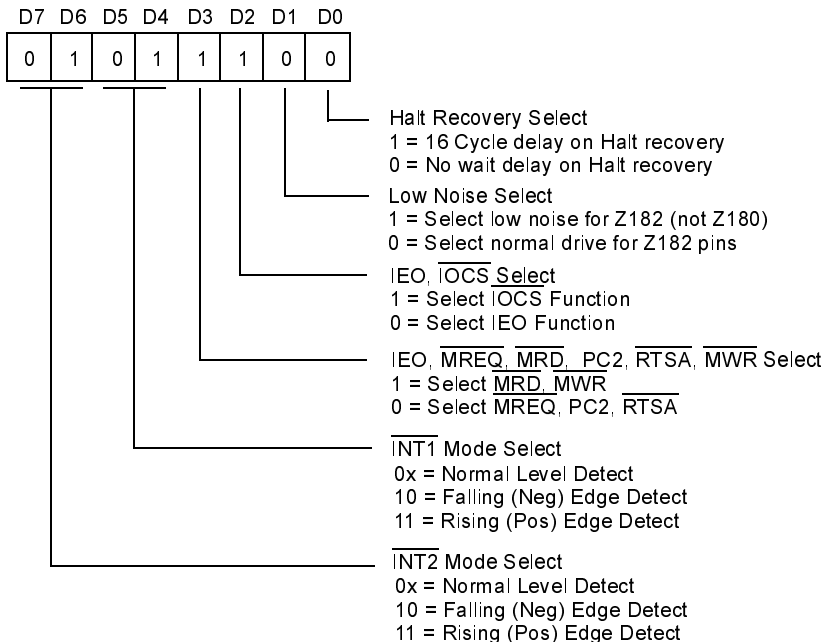 D7 D6 D5 D4 D3 D2 D1 D0
0 1 0 1 1 1 0 0
Halt Recovery Select
1 = 16 Cycle delay on Halt recovery
0 = No wait delay on Halt recovery
Low Noise Select
1 = Select low noise for Z182 (not Z180)
0 = Select normal drive for Z182 pins
IEO, IOCS Select
1 = Select IOCS Function
0 = Select IEO Function
IEO, MREQ, MRD, PC2, RTSA, MWR Select
1 = Select MRD, MWR
0 = Select MREQ, PC2, RTSA
INT1 Mode Select
0x = Normal Level Detect
10 = Falling (Neg) Edge Detect
11 = Rising (Pos) Edge Detect
INT2 Mode Select
0x = Normal Level Detect
10 = Falling (Neg) Edge Detect
11 = Rising (Pos) Edge Detect